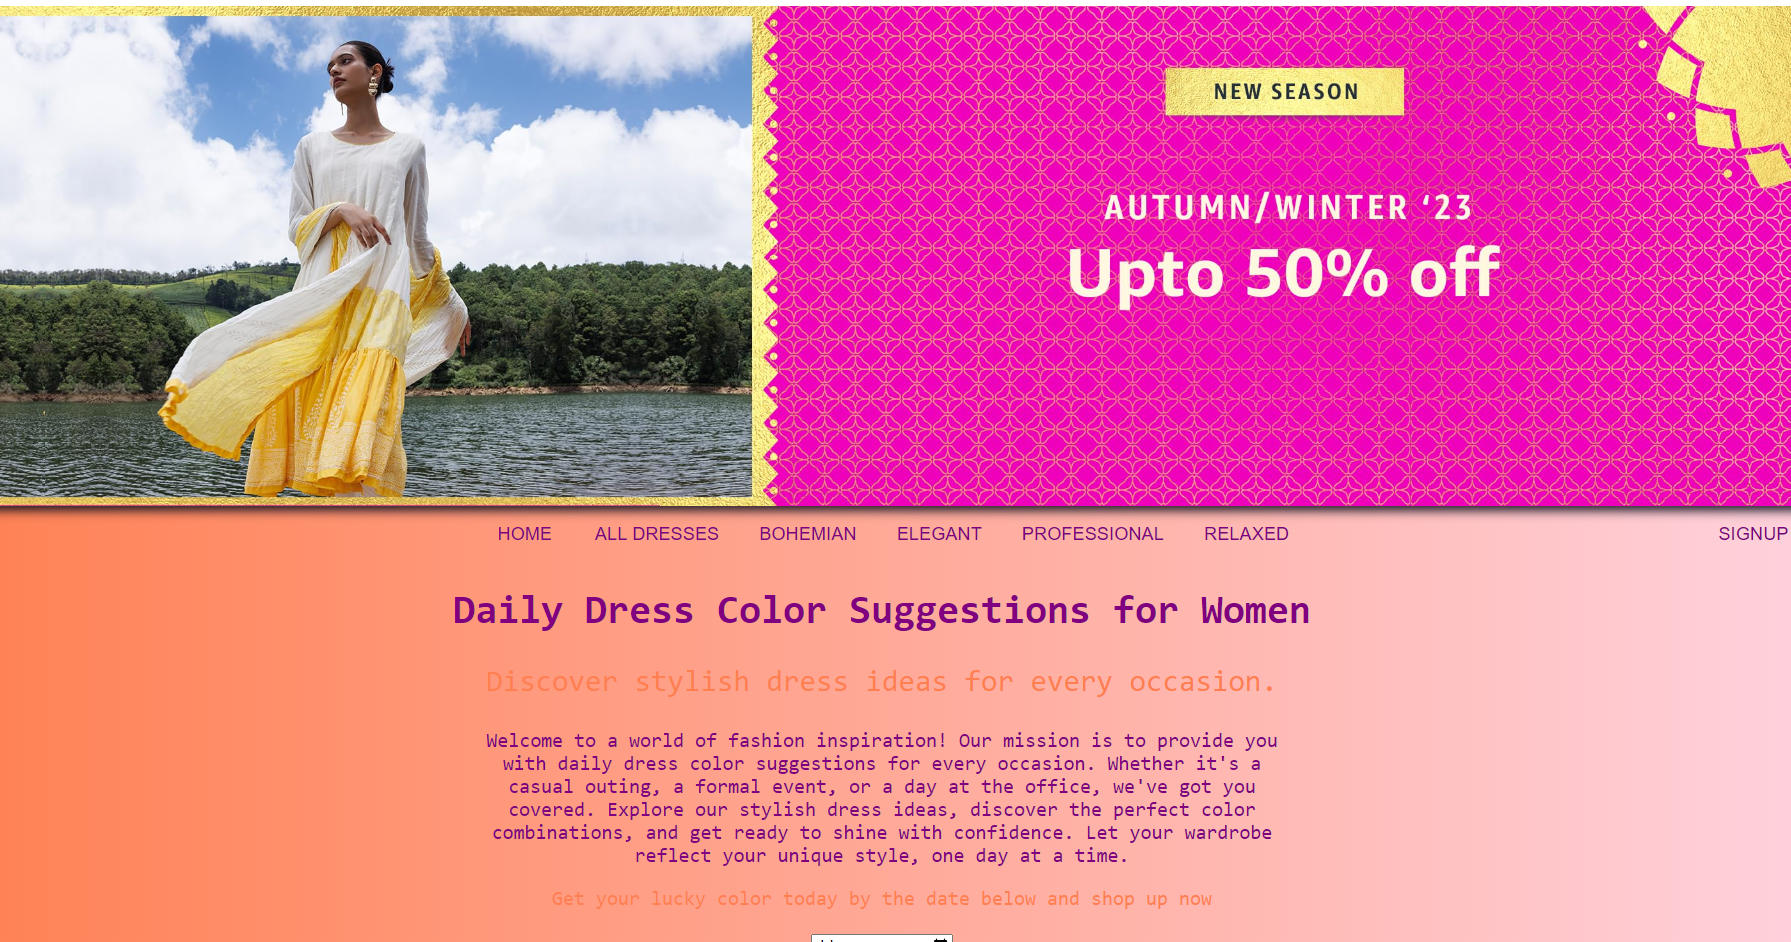 NEW SEASON
AUTUMN/WINTER ‘23
Upto 50% off
HOME ALL DRESSES BOHEMIAN ELEGANT PROFESSIONAL RELAXED SIGNUP
Daily Dress Color Suggestions for Women
Discover stylish dress ideas for every occasion.
Welcome to a world of fashion inspiration! Our mission is to provide you
with daily dress color suggestions for every occasion. Whether it's a
casual outing, a formal event, or a day at the office, we've got you
covered. Explore our stylish dress ideas, discover the perfect color
combinations, and get ready to shine with confidence. Let your wardrobe
reflect your unique style, one day at a time.
Get your lucky color today by the date below and shop up now